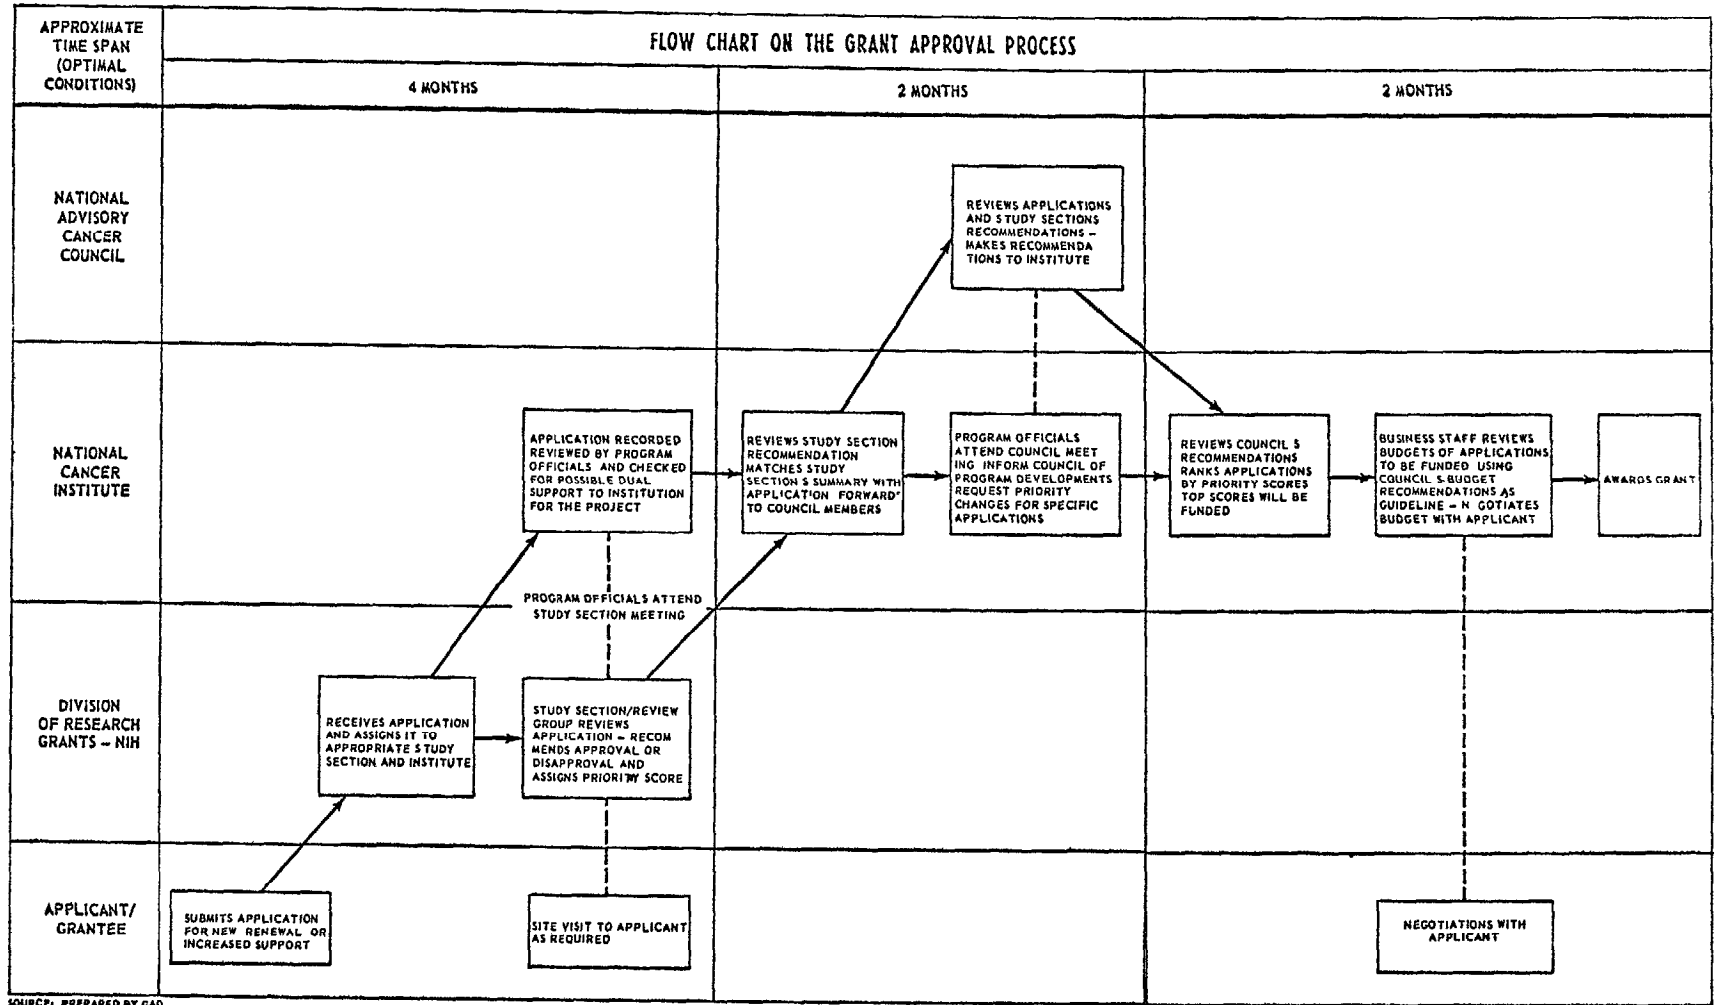 APPROXIMATE
TIME SPAN
(OPTIMAL
CONDITIONS)
FLOW CHART ON THE GRANT APPROVAL PROCESS
4 MONTHS
2 MONTHS
2 MONTHS
NATIONAL
ADVISORY
CANCER
COUNCIL
REVIEWS APPLICATIONS
AND STUDY SECTIONS
RECOMMENDATIONS –
MAKES RECOMMENDA
TIONS TO INSTITUTE
NATIONAL
CANCER
INSTITUTE
APPLICATION RECORDED
REVIEWED BY PROGRAM
OFFICIALS AND CHECKED
FOR POSSIBLE DUAL
SUPPORT TO INSTITUTION
FOR THE PROJECT
REVIEWS STUDY SECTION
RECOMMENDATION
MATCHES STUDY
SECTION S SUMMARY WITH
APPLICATION FORWARD'
TO COUNCIL MEMBERS
PROGRAM OFFICIALS
ATTEND COUNCIL MEET
ING INFORM COUNCIL OF
PROGRAM DEVELOPMENTS
REQUEST PRIORITY
CHANGES FOR SPECIFIC
APPLICATIONS
REVIEWS COUNCIL S
RECOMMENDATIONS
RANKS APPLICATIONS
BY PRIORITY SCORES
TOP SCORES WILL BE
FUNDED
BUSINESS STAFF REVIEWS
BUDGETS OF APPLICATIONS
TO BE FUNDED USING
COUNCIL S BUDGET
RECOMMENDATIONS AS
GUIDELINE – N GOTIATES
BUDGET WITH APPLICANT
AWARDS GRANT
PROGRAM OFFICIALS ATTEND
STUDY SECTION MEETING
DIVISION
OF RESEARCH
GRANTS – NIH
RECEIVES APPLICATION
AND ASSIGNS IT TO
APPROPRIATE STUDY
SECTION AND INSTITUTE
STUDY SECTION/REVIEW
GROUP REVIEWS
APPLICATION – RECOM
MENDS APPROVAL OR
DISAPPROVAL AND
ASSIGNS PRIORITY SCORE
APPLICANT/
GRANTEE
SUBMITS APPLICATION
FOR NEW RENEWAL OR
INCREASED SUPPORT
SITE VISIT TO APPLICANT
AS REQUIRED
NEGOTIATIONS WITH
APPLICANT
SOURCE: PREPARED BY GAO